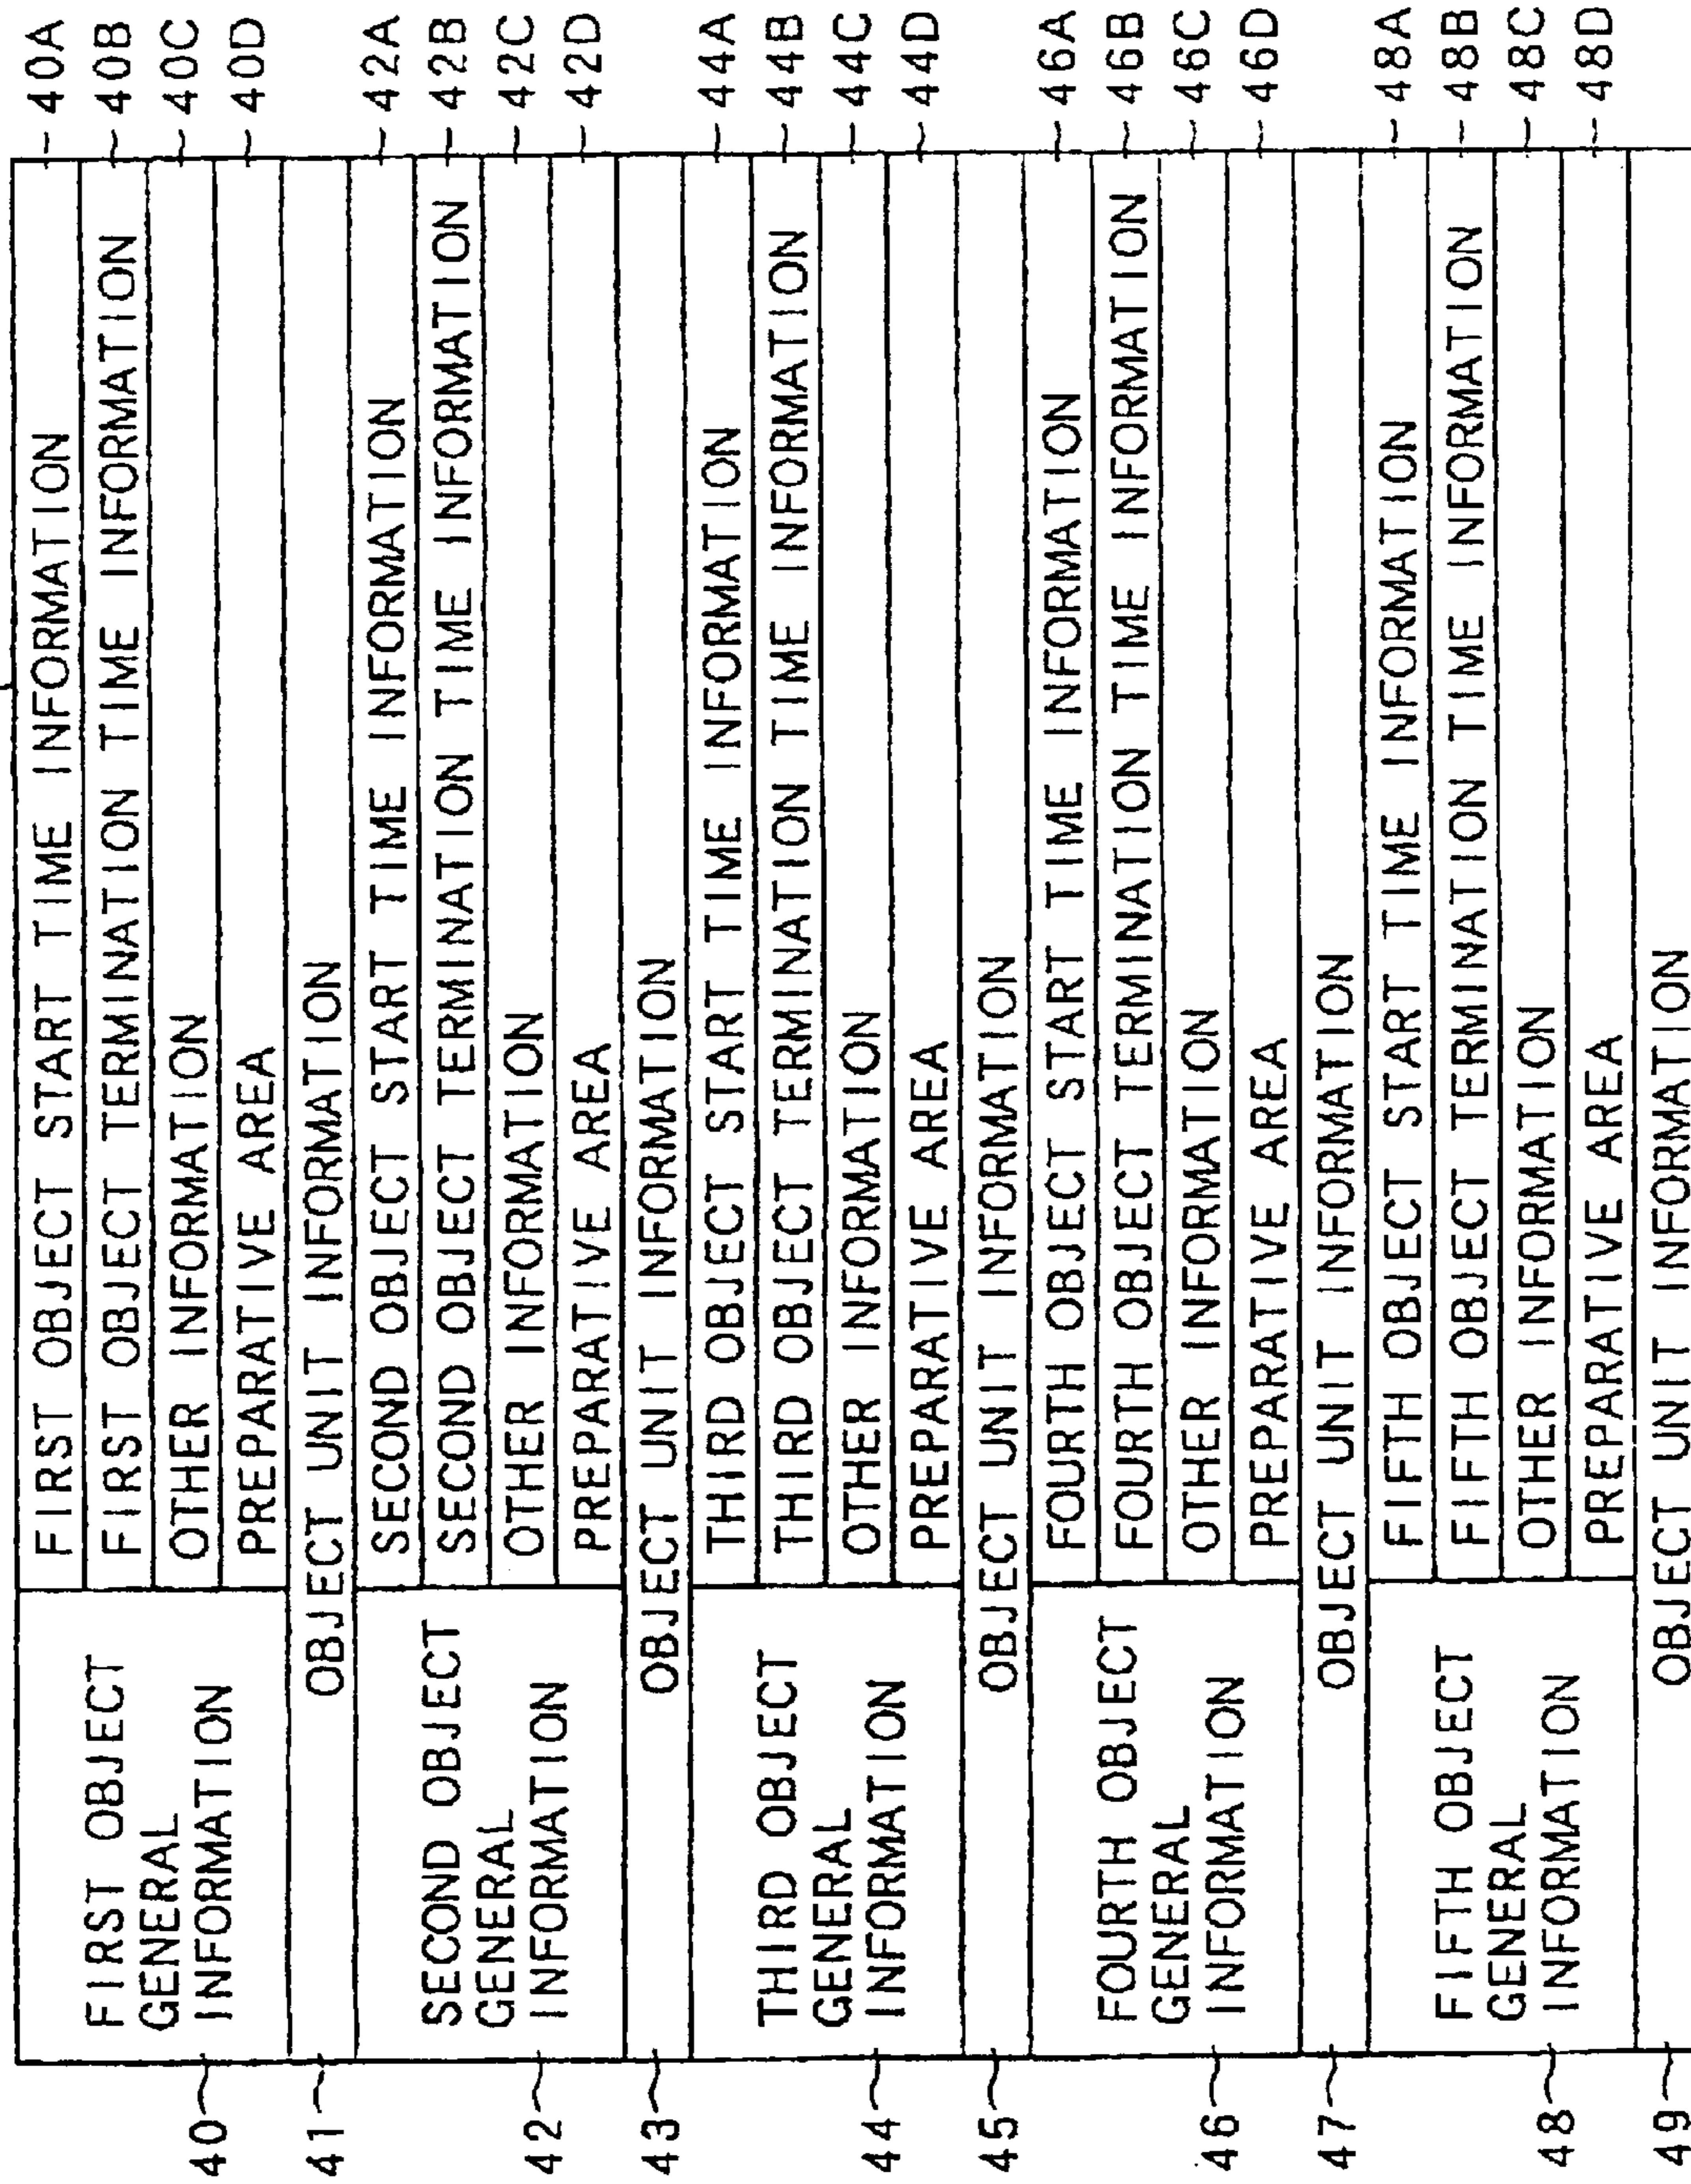 40
FIRST OBJECT
GENERAL
INFORMATION
FIRST OBJECT START TIME INFORMATION
40A
FIRST OBJECT TERMINATION TIME INFORMATION
40B
OTHER INFORMATION
40C
PREPARATIVE AREA
40D
41
OBJECT UNIT INFORMATION
42
SECOND OBJECT
GENERAL
INFORMATION
SECOND OBJECT START TIME INFORMATION
42A
SECOND OBJECT TERMINATION TIME INFORMATION
42B
OTHER INFORMATION
42C
PREPARATIVE AREA
42D
43
OBJECT UNIT INFORMATION
44
THIRD OBJECT
GENERAL
INFORMATION
THIRD OBJECT START TIME INFORMATION
44A
THIRD OBJECT TERMINATION TIME INFORMATION
44B
OTHER INFORMATION
44C
PREPARATIVE AREA
44D
45
OBJECT UNIT INFORMATION
46
FOURTH OBJECT
GENERAL
INFORMATION
FOURTH OBJECT START TIME INFORMATION
46A
FOURTH OBJECT TERMINATION TIME INFORMATION
46B
OTHER INFORMATION
46C
PREPARATIVE AREA
46D
47
OBJECT UNIT INFORMATION
48
FIFTH OBJECT
GENERAL
INFORMATION
FIFTH OBJECT START TIME INFORMATION
48A
FIFTH OBJECT TERMINATION TIME INFORMATION
48B
OTHER INFORMATION
48C
PREPARATIVE AREA
48D
49
OBJECT UNIT INFORMATION